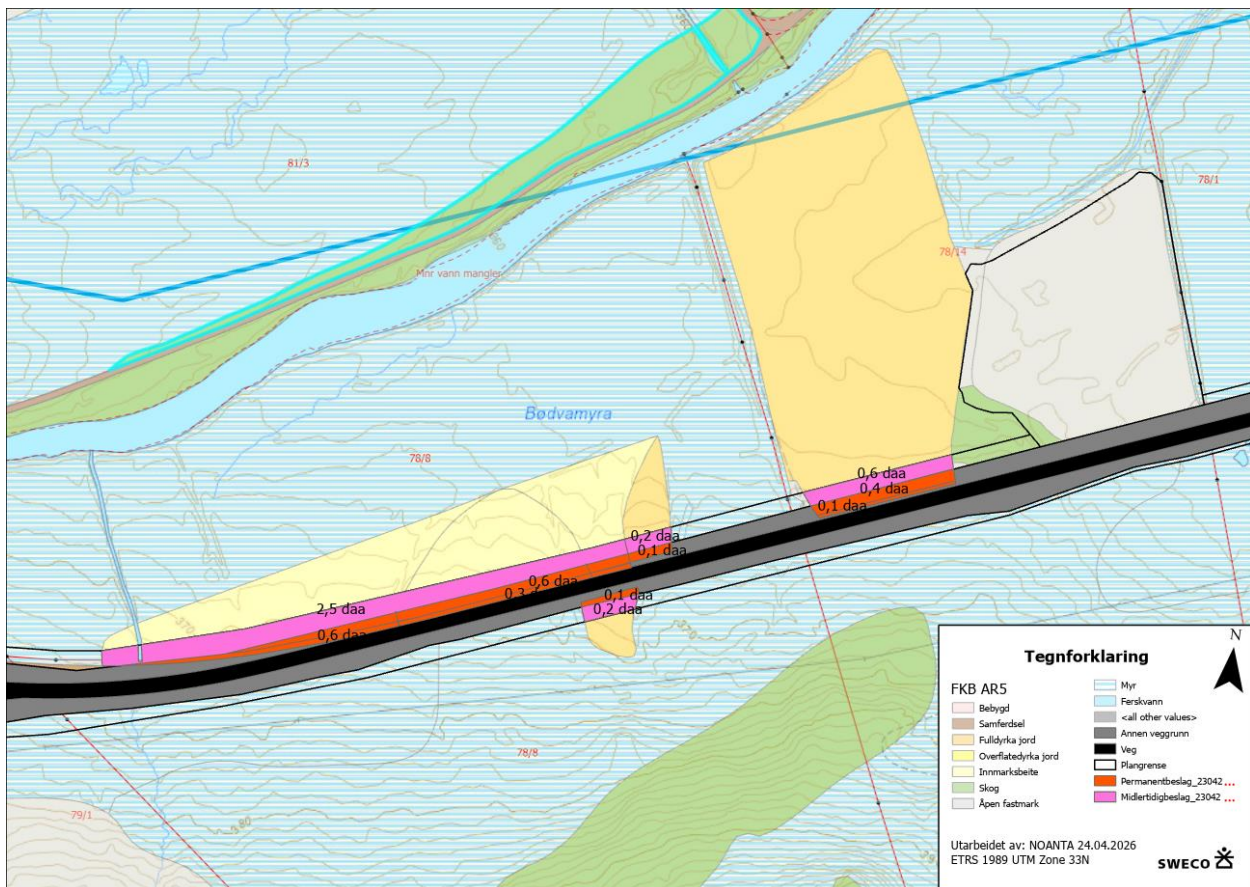 81/3
78/1
78/14
Mnr vann mangler
Bødvamyra
78/8
0,6 daa
0,4 daa
0,1 daa
0,2 daa
0,1 daa
0,6 daa
0,1 daa
2,5 daa
0,2 daa
0,6 daa
370
370
78/8
79/1
380
N
Tegnforklaring
FKB AR5
Bebygd
Samferdsel
Fulldyrka jord
Overflatedyrka jord
Innmarksbeite
Skog
Åpen fastmark
Myr
Ferskvann
<all other values>
Annen veggrunn
Veg
Plangrense
Permanentbeslag_23042 ...
Midlertidigbeslag_23042 ...
Utarbeidet av: NOANTA 24.04.2026
ETRS 1989 UTM Zone 33N
SWECO